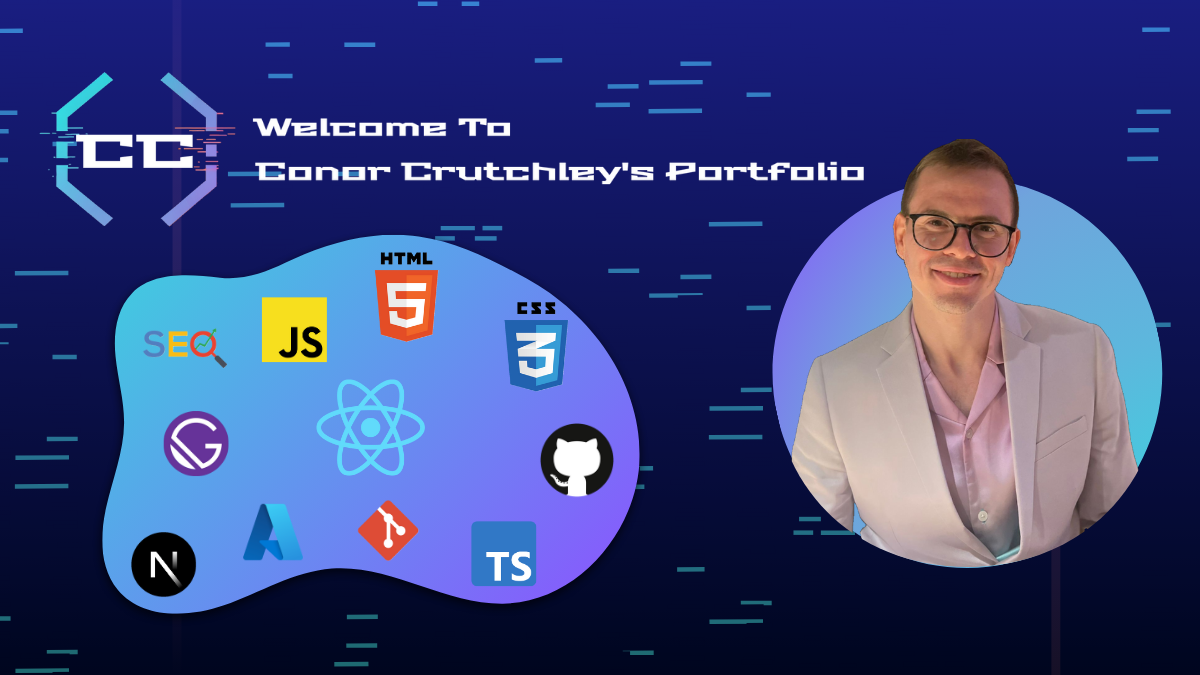 CC
Welcome To
Conor Crutchley's Portfolio
HTML
5
CSS
3
SEO
JS
G
N
TS